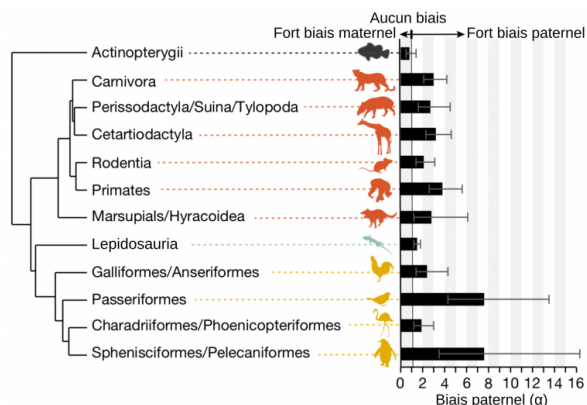 Aucun biais
Fort biais maternel Fort biais paternel
Actinopterygii
Carnivora
Perissodactyla/Suina/Tylopoda
Cetartiodactyla
Rodentia
Primates
Marsupials/Hyracoidea
Lepidosauria
Galliformes/Anseriformes
Passeriformes
Charadriiformes/Phoenicopteriformes
Sphenisciformes/Pelecaniformes
0 2 4 6 8 10 12 14 16
Biais paternel (α)